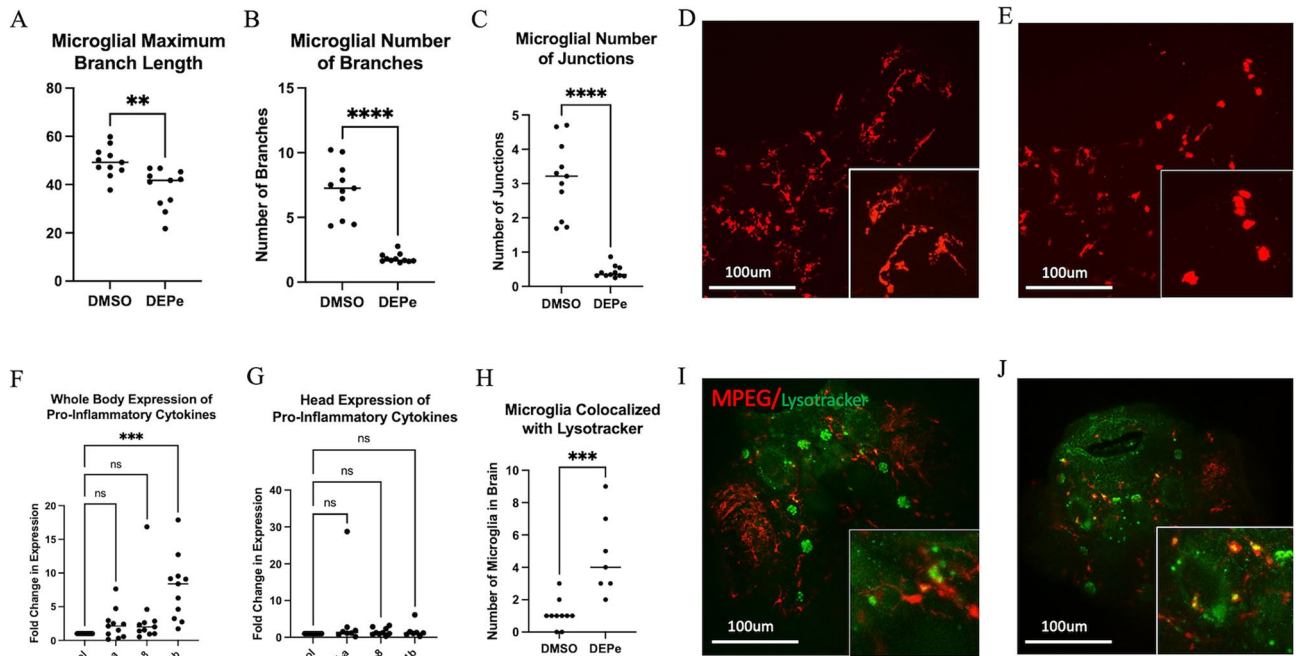 A
Microglial Maximum
Branch Length
80
60
40
20
0
**
DMSO DEPe
B
Microglial Number
of Branches
Number of Branches
15
10
5
0
****
DMSO DEPe
C
Microglial Number
of Junctions
Number of Junctions
5
4
3
2
1
0
****
DMSO DEPe
D
100um
E
100um
F
Whole Body Expression of
Pro-Inflammatory Cytokines
Fold Change in Expression
***
ns
ns
25
20
15
10
5
0
G
Head Expression of
Pro-Inflammatory Cytokines
Fold Change in Expression
ns
ns
ns
40
30
20
10
0
H
Microglia Colocalized
with Lysotracker
Number of Microglia in Brain
***
10
8
6
4
2
0
DMSO DEPe
I
MPEG/Lysotracker
100um
J
100um